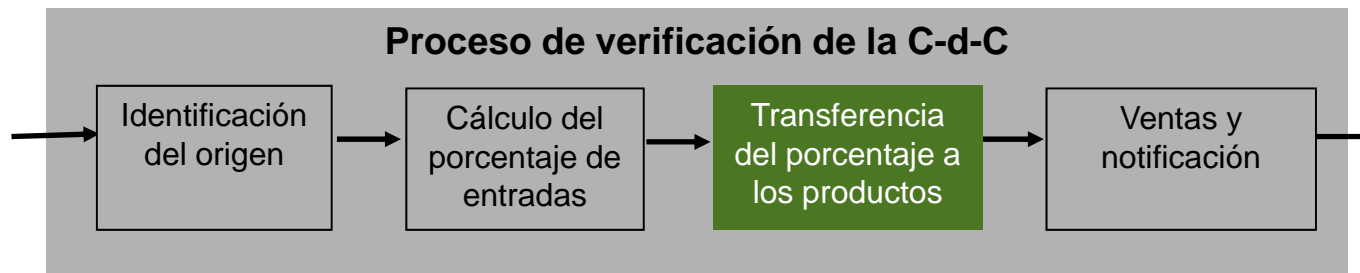 Proceso de verificación de la C-d-C
Identificación
del origen
Cálculo del
porcentaje de
entradas
Transferencia
del porcentaje a
los productos
Ventas y
notificación